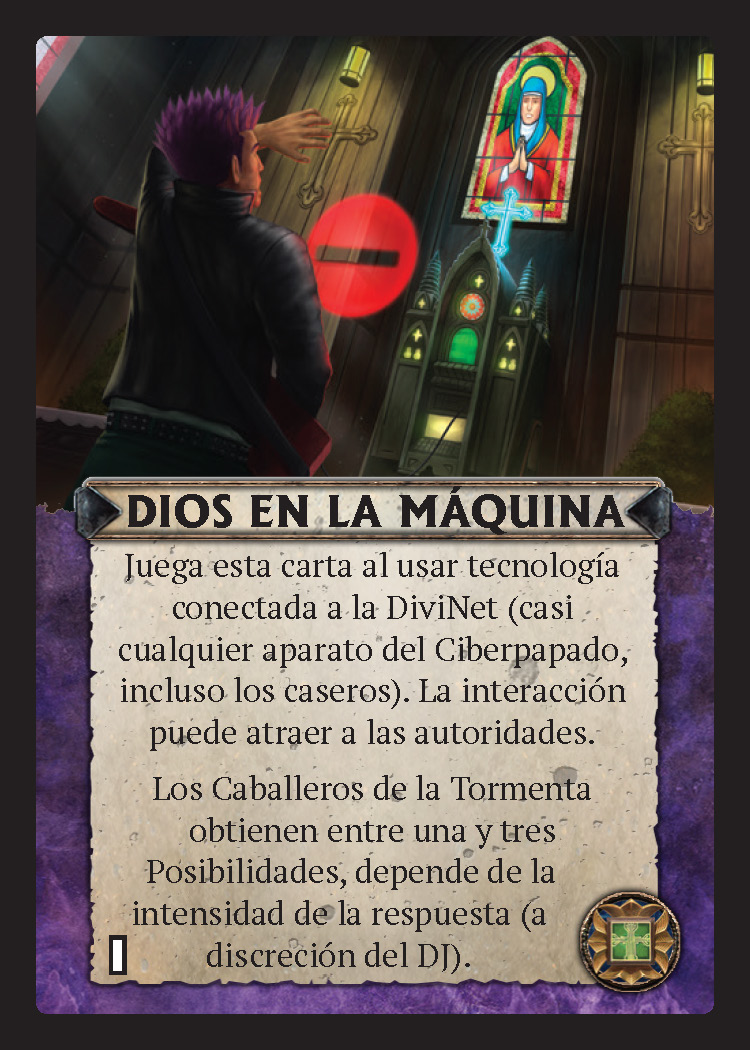 DIOS EN LA MÁQUINA
Juega esta carta al usar tecnología
conectada a la DiviNet (casi
cualquier aparato del Ciberpapado,
incluso los caseros). La interacción
puede atraer a las autoridades.
Los Caballeros de la Tormenta
obtienen entre una y tres
Posibilidades, depende de la
intensidad de la respuesta (a
discreción del DJ).